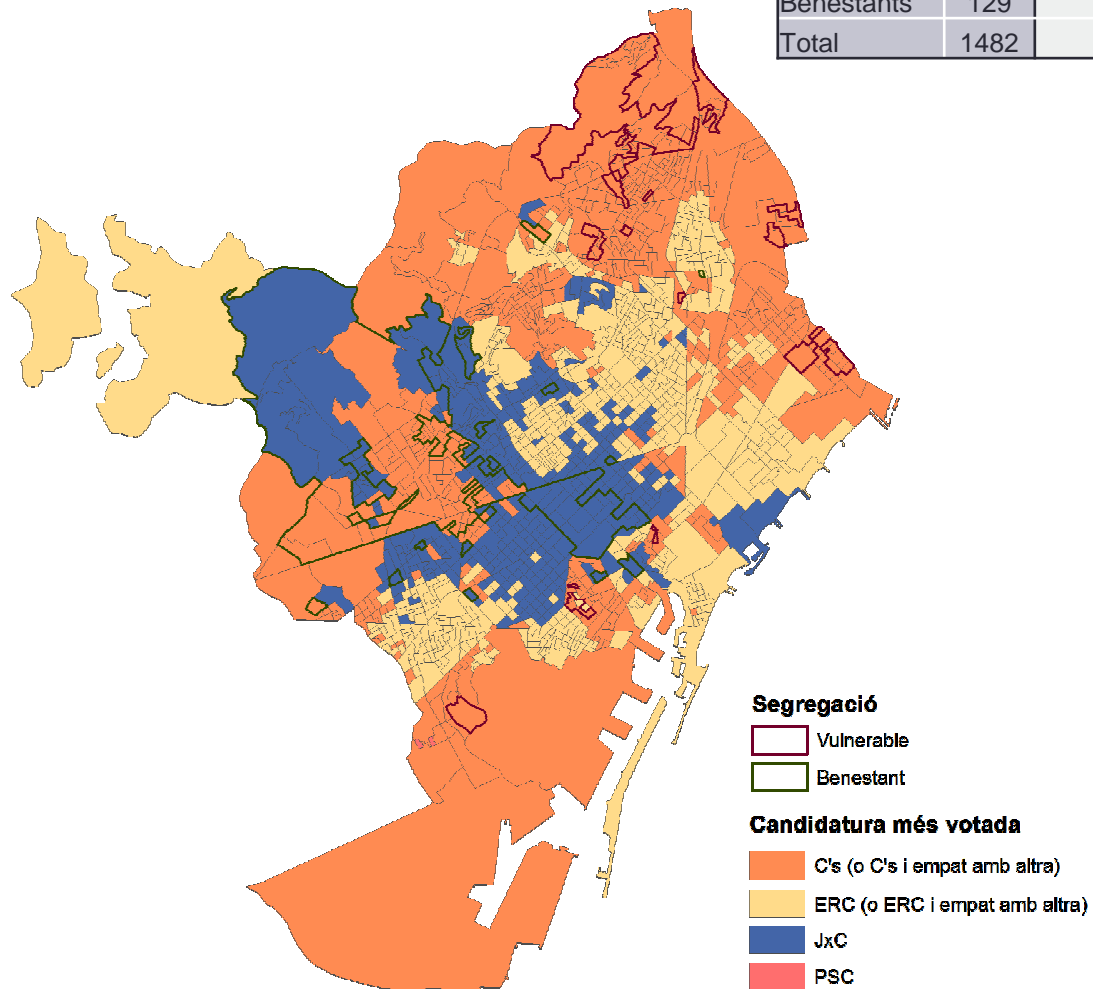 Benestants 129
Total 1482
Segregació
Vulnerable
Benestant
Candidatura més votada
C's (o C's i empat amb altra)
ERC (o ERC i empat amb altra)
JxC
PSC